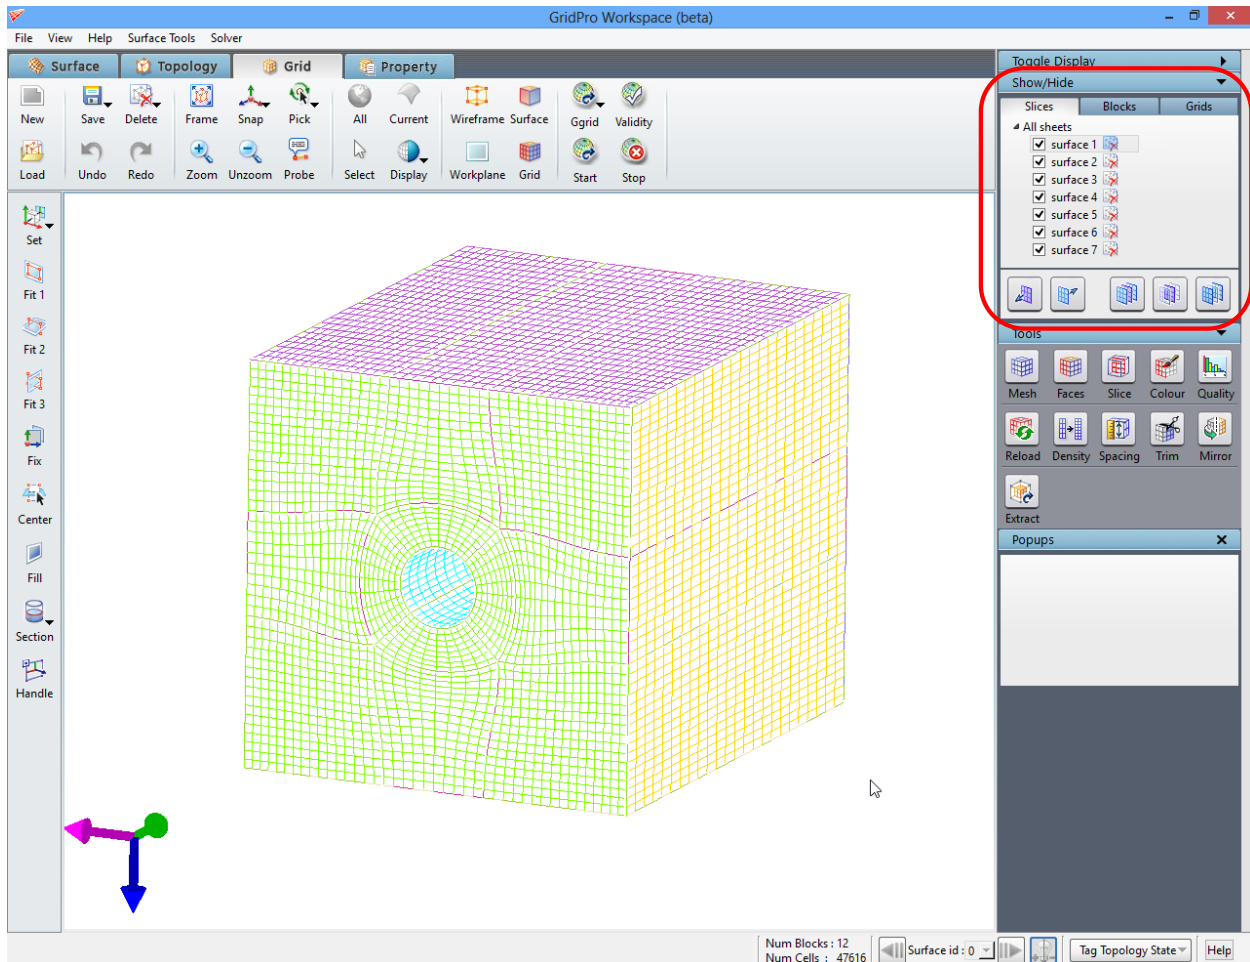 GridPro Workspace (beta)
File View Help Surface Tools Solver
Surface Topology Grid Property
New Save Delete Frame Snap Pick All Current Wireframe Surface Ggrid Validity
Load Undo Redo Zoom Unzoom Probe Select Display Workplane Grid Start Stop
Set
Fit 1
Fit 2
Fit 3
Fix
Center
Fill
Section
Handle
Toggle Display
Show/Hide
Slices Blocks Grids
All sheets
surface 1
surface 2
surface 3
surface 4
surface 5
surface 6
surface 7
Tools
Mesh Faces Slice Colour Quality
Reload Density Spacing Trim Mirror
Extract
Popups
Num Blocks : 12
Num Cells : 47616
Surface id : 0
Tag Topology State
Help